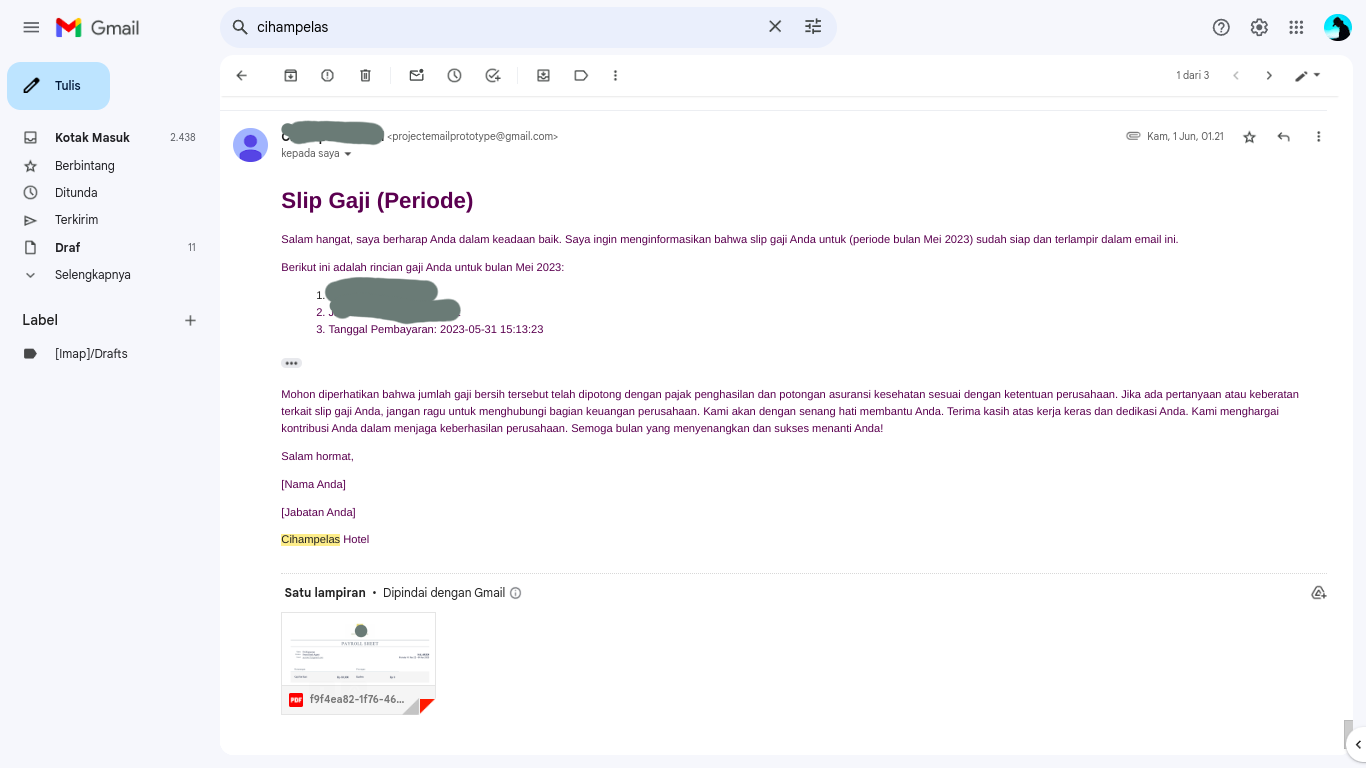 Gmail
cihampelas
Tulis
1 dari 3
Kotak Masuk 2.438
Berbintang
Ditunda
Terkirim
Draf 11
Selengkapnya
Label
[Imap]/Drafts
<projectemailprototype@gmail.com>
Kam, 1 Jun, 01.21
kepada saya
Slip Gaji (Periode)
Salam hangat, saya berharap Anda dalam keadaan baik. Saya ingin menginformasikan bahwa slip gaji Anda untuk (periode bulan Mei 2023) sudah siap dan terlampir dalam email ini.
Berikut ini adalah rincian gaji Anda untuk bulan Mei 2023:
1.
2.
3. Tanggal Pembayaran: 2023-05-31 15:13:23
Mohon diperhatikan bahwa jumlah gaji bersih tersebut telah dipotong dengan pajak penghasilan dan potongan asuransi kesehatan sesuai dengan ketentuan perusahaan. Jika ada pertanyaan atau keberatan
terkait slip gaji Anda, jangan ragu untuk menghubungi bagian keuangan perusahaan. Kami akan dengan senang hati membantu Anda. Terima kasih atas kerja keras dan dedikasi Anda. Kami menghargai
kontribusi Anda dalam menjaga keberhasilan perusahaan. Semoga bulan yang menyenangkan dan sukses menanti Anda!
Salam hormat,
[Nama Anda]
[Jabatan Anda]
Cihampelas Hotel
Satu lampiran • Dipindai dengan Gmail
PAYROLL SHEET
PDF f9f4ea82-1f76-46...